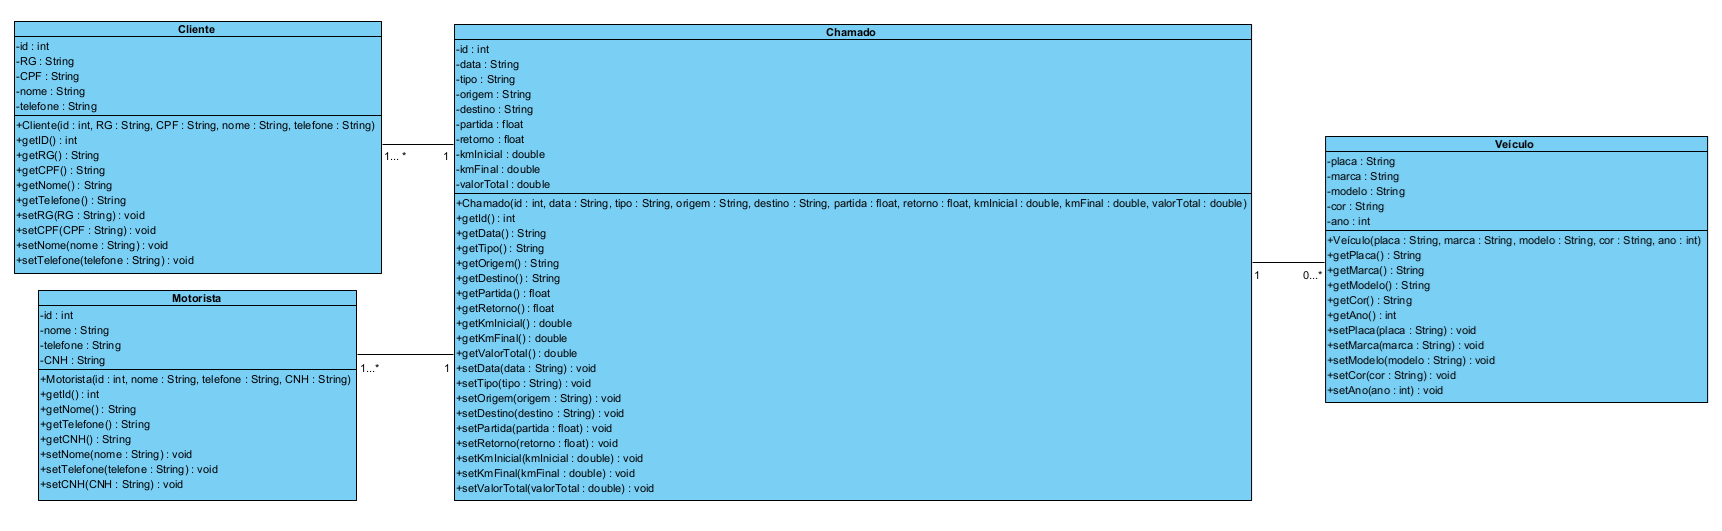 Cliente
-id : int
-RG : String
-CPF : String
-nome : String
-telefone : String
+Cliente(id : int, RG : String, CPF : String, nome : String, telefone : String)
+getID() : int
+getRG() : String
+getCPF() : String
+getNome() : String
+getTelefone() : String
+setRG(RG : String) : void
+setCPF(CPF : String) : void
+setNome(nome : String) : void
+setTelefone(telefone : String) : void
1... *
1
Motorista
-id : int
-nome : String
-telefone : String
-CNH : String
+Motorista(id : int, nome : String, telefone : String, CNH : String)
+getId() : int
+getNome() : String
+getTelefone() : String
+getCNH() : String
+setNome(nome : String) : void
+setTelefone(telefone : String) : void
+setCNH(CNH : String) : void
1...*
1
Chamado
-id : int
-data : String
-tipo : String
-origem : String
-destino : String
-partida : float
-retorno : float
-kmInicial : double
-kmFinal : double
-valorTotal : double
+Chamado(id : int, data : String, tipo : String, origem : String, destino : String, partida : float, retorno : float, kmInicial : double, kmFinal : double, valorTotal : double)
+getId() : int
+getData() : String
+getTipo() : String
+getOrigem() : String
+getDestino() : String
+getPartida() : float
+getRetorno() : float
+getKmInicial() : double
+getKmFinal() : double
+getValorTotal() : double
+setData(data : String) : void
+setTipo(tipo : String) : void
+setOrigem(origem : String) : void
+setDestino(destino : String) : void
+setPartida(partida : float) : void
+setRetorno(retorno : float) : void
+setKmInicial(kmInicial : double) : void
+setKmFinal(kmFinal : double) : void
+setValorTotal(valorTotal : double) : void
1
0...*
Veículo
-placa : String
-marca : String
-modelo : String
-cor : String
-ano : int
+Veículo(placa : String, marca : String, modelo : String, cor : String, ano : int)
+getPlaca() : String
+getMarca() : String
+getModelo() : String
+getCor() : String
+getAno() : int
+setPlaca(placa : String) : void
+setMarca(marca : String) : void
+setModelo(modelo : String) : void
+setCor(cor : String) : void
+setAno(ano : int) : void